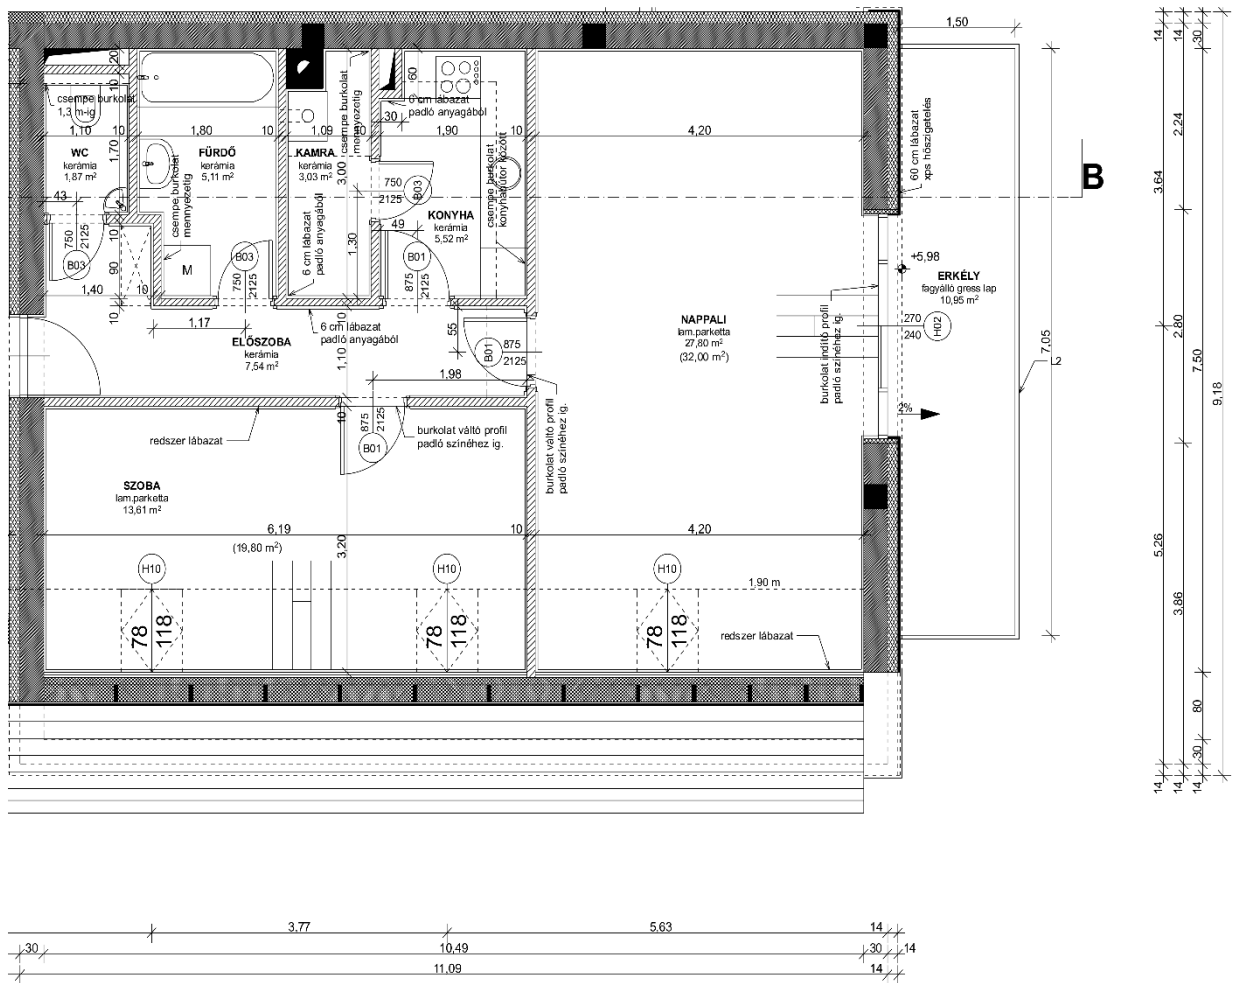 1,50
14
14
30
20
60
10
csempe burkolat
1,3 m-ig
csempe burkolat
mennyezetig
6 cm lábazat
padló anyagából
30
1,10
10
1,80
10
1,09
10
1,90
10
4,20
60 cm lábazat
xps hőszigetelés
2,24
WC
kerámia
1,87 m²
1,70
FÜRDŐ
kerámia
5,11 m²
KAMRA
kerámia
3,03 m²
3,00
csempe burkolat
mennyezetig
csempe burkolat
konyhabútor között
750
2125
B03
B
3,64
43
KONYHA
kerámia
5,52 m²
49
6 cm lábazat
padló anyagából
1,30
750
2125
B03
10
90
M
B03
750
2125
B01
875
2125
+5,98
ERKÉLY
fagyálló gress lap
10,95 m²
1,40
10
10
1,17
10
6 cm lábazat
padló anyagából
ELŐSZOBA
kerámia
7,54 m²
1,10
55
B01
875
2125
1,98
NAPPALI
lam.parketta
27,80 m²
(32,00 m²)
burkolat indító profil
padló színéhez ig.
270
240
H02
2,80
7,05
L2
7,50
9,18
2%
redszer lábazat
10
875
2125
B01
burkolat váltó profil
padló színéhez ig.
burkolat váltó profil
padló színéhez ig.
SZOBA
lam.parketta
13,61 m²
6,19
10
4,20
(19,80 m²)
3,20
5,26
H10
H10
H10
1,90 m
3,86
78
118
78
118
78
118
redszer lábazat
80
30
14
14
14
3,77
5,63
14
30
10,49
30
14
11,09
14